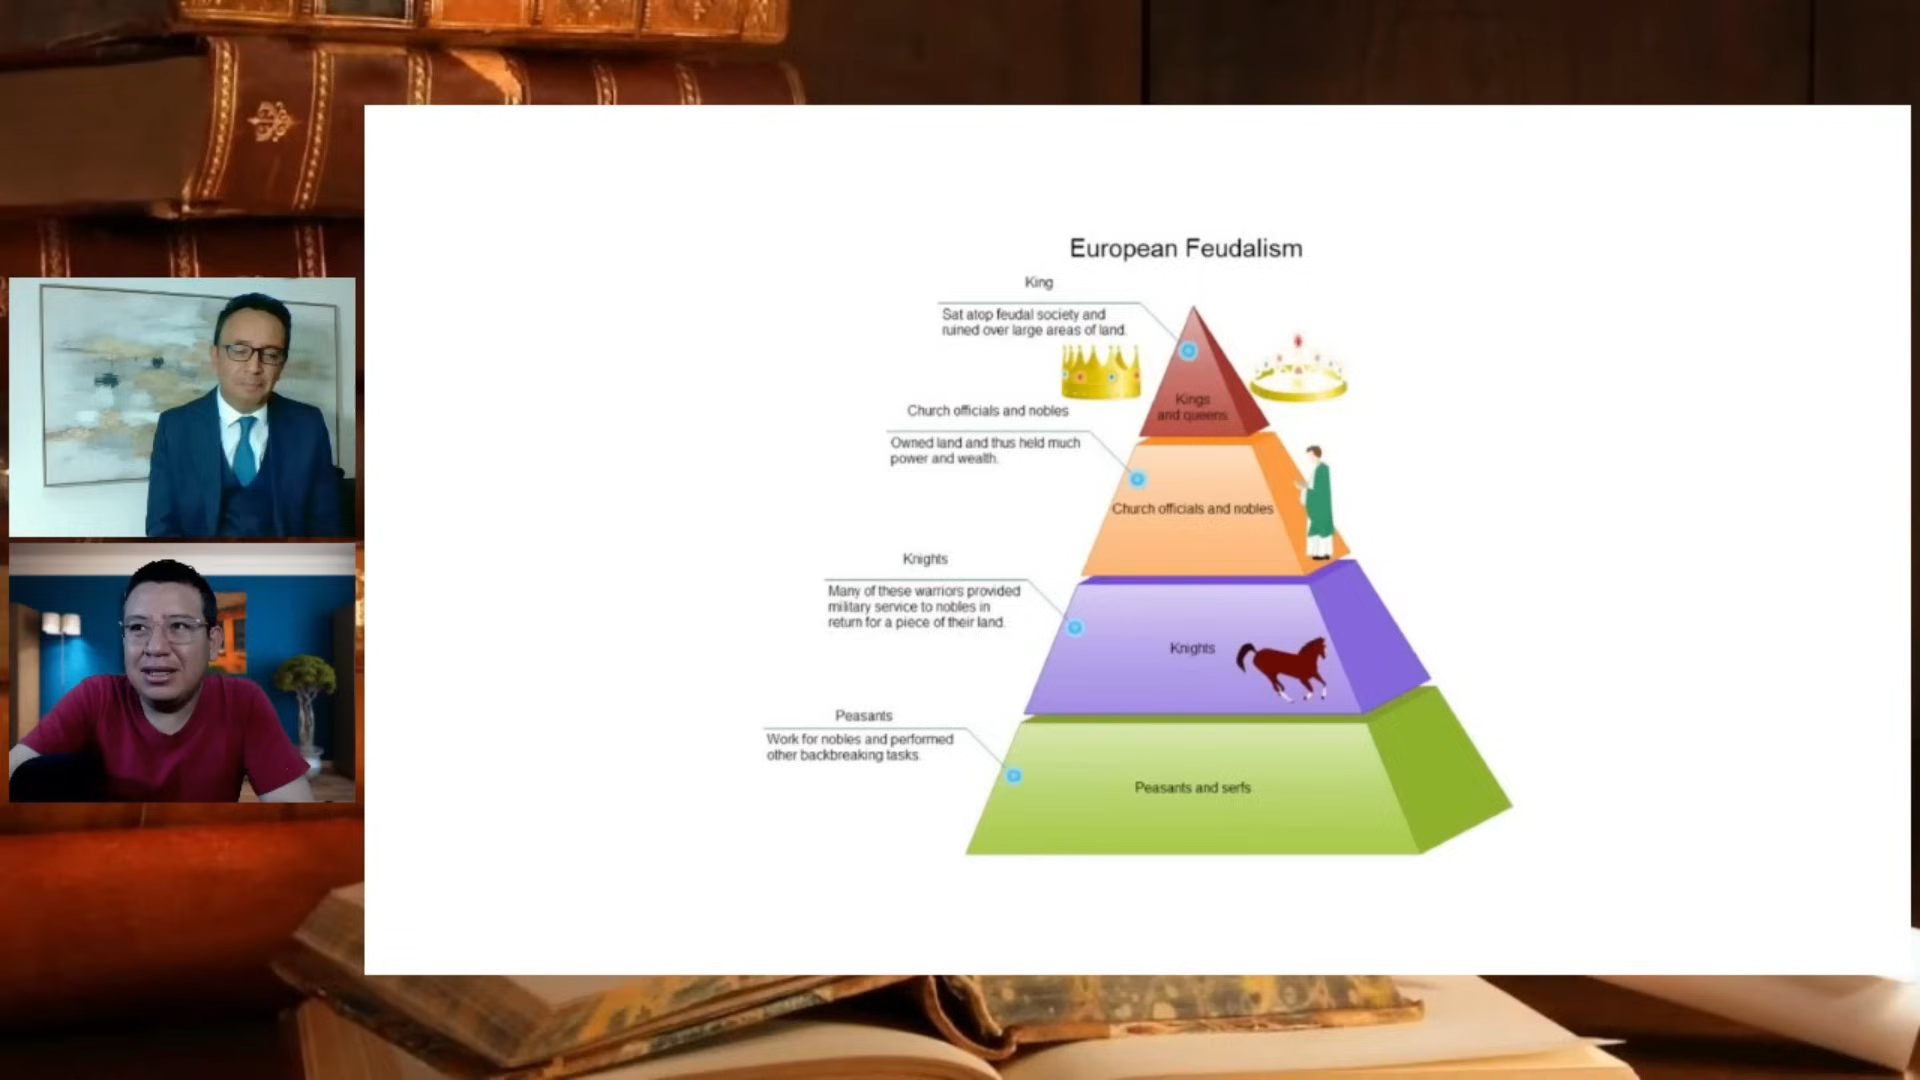 European Feudalism
King
Sat atop feudal society and
ruined over large areas of land.
Kings
and queens
Church officials and nobles
Owned land and thus held much
power and wealth.
Church officials and nobles
Knights
Many of these warriors provided
military service to nobles in
return for a piece of their land.
Knights
Peasants
Work for nobles and performed
other backbreaking tasks.
Peasants and serfs